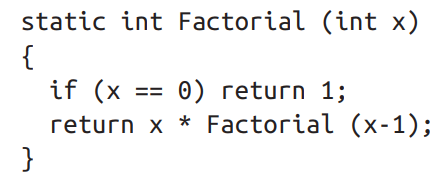 static int Factorial (int x)
{
  if (x == 0) return 1;
  return x * Factorial (x-1);
}